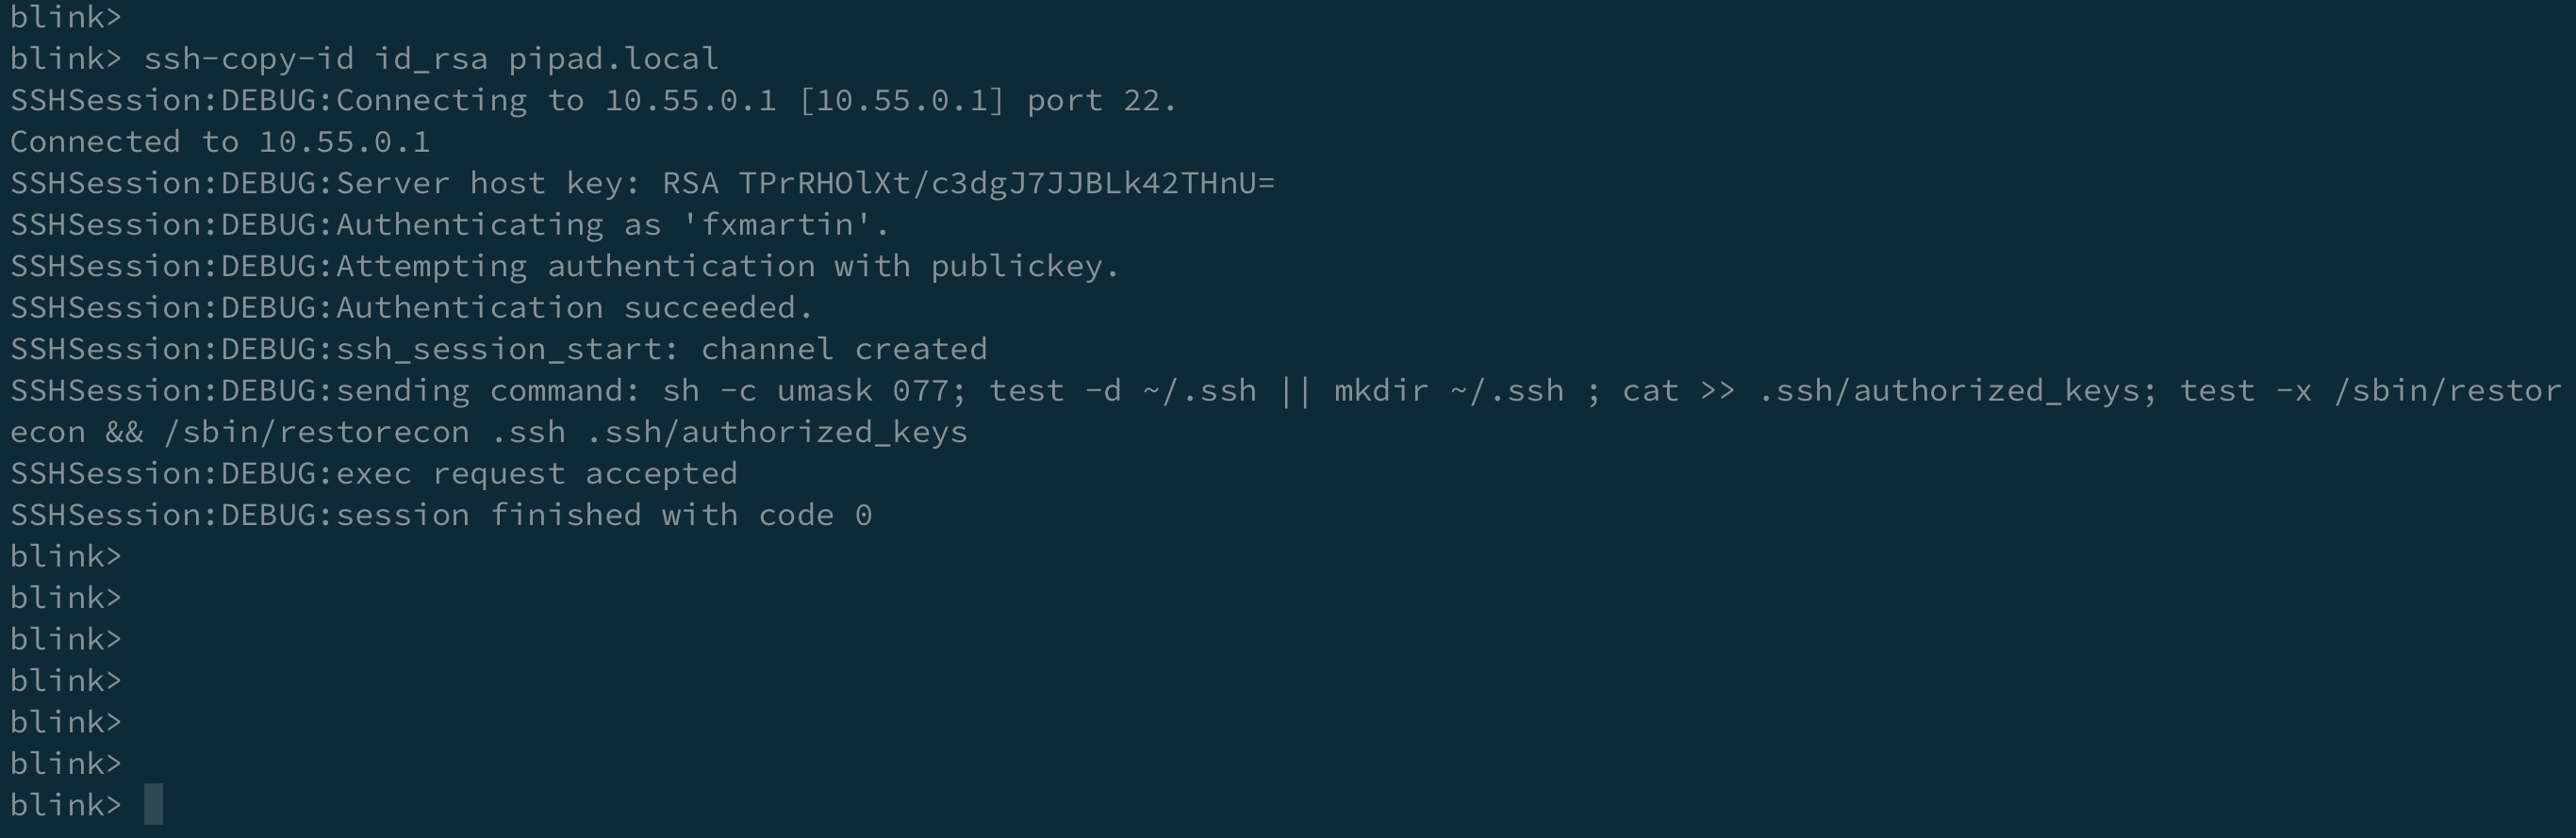 blink>
blink> ssh-copy-id id_rsa pipad.local
SSHSession:DEBUG:Connecting to 10.55.0.1 [10.55.0.1] port 22.
Connected to 10.55.0.1
SSHSession:DEBUG:Server host key: RSA TPrRHOlXt/c3dgJ7JJBLk42THnU=
SSHSession:DEBUG:Authenticating as 'fxmartin'.
SSHSession:DEBUG:Attempting authentication with publickey.
SSHSession:DEBUG:Authentication succeeded.
SSHSession:DEBUG:ssh_session_start: channel created
SSHSession:DEBUG:sending command: sh -c umask 077; test -d ~/.ssh || mkdir ~/.ssh ; cat >> .ssh/authorized_keys; test -x /sbin/restor
econ && /sbin/restorecon .ssh .ssh/authorized_keys
SSHSession:DEBUG:exec request accepted
SSHSession:DEBUG:session finished with code 0
blink>
blink>
blink>
blink>
blink>
blink>
blink>